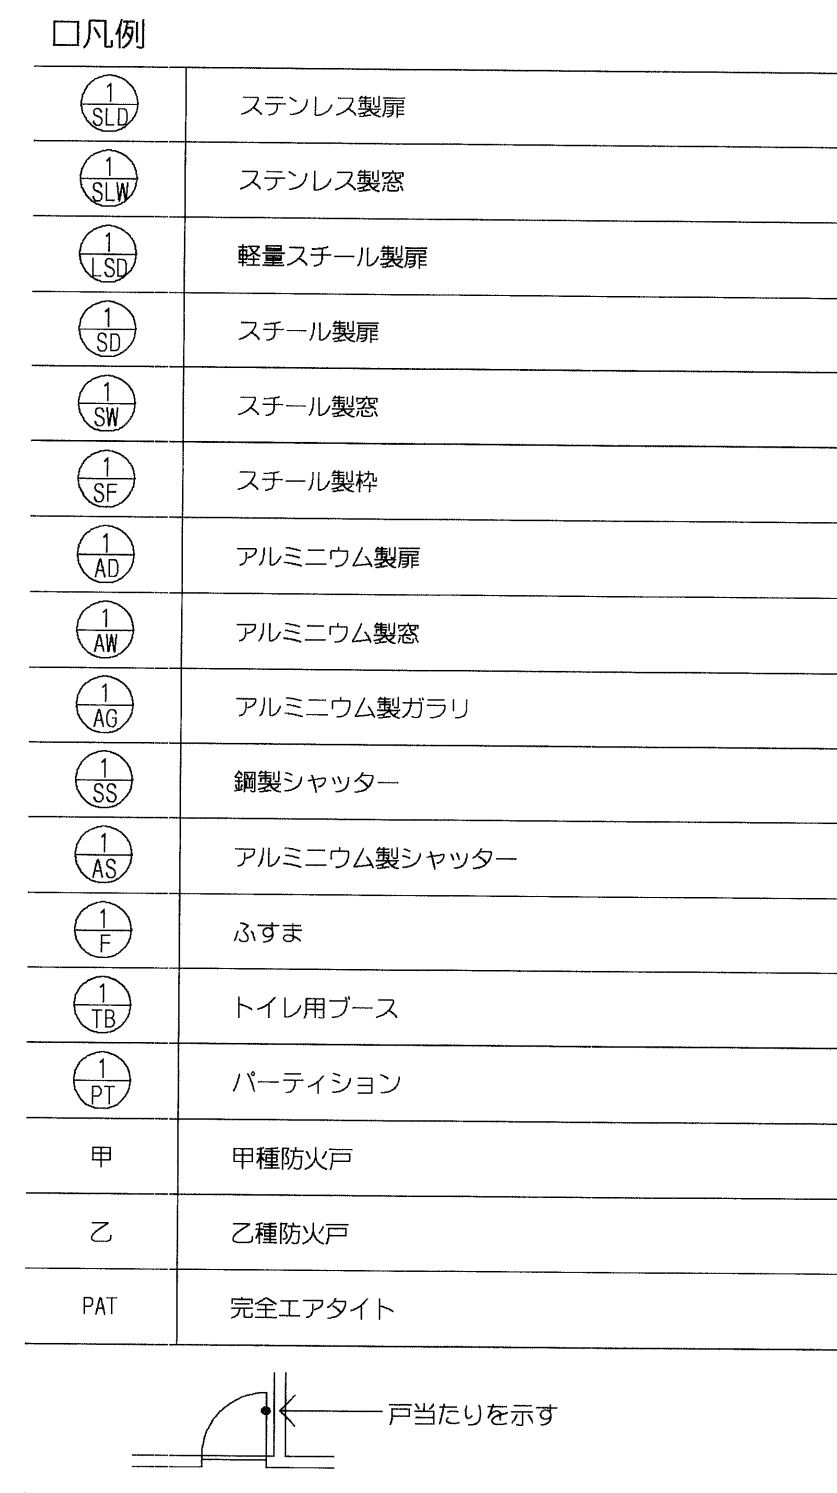 □凡例
1
SLD ステンレス製扉
1
SLW ステンレス製窓
1
LSD 軽量スチール製扉
1
SD スチール製扉
1
SW スチール製窓
1
SF スチール製枠
1
AD アルミニウム製扉
1
AW アルミニウム製窓
1
AG アルミニウム製ガラリ
1
SS 鋼製シャッター
1
AS アルミニウム製シャッター
1
F ふすま
1
TB トイレ用ブース
1
PT パーティション
甲 甲種防火戸
乙 乙種防火戸
PAT 完全エアタイト
戸当たりを示す